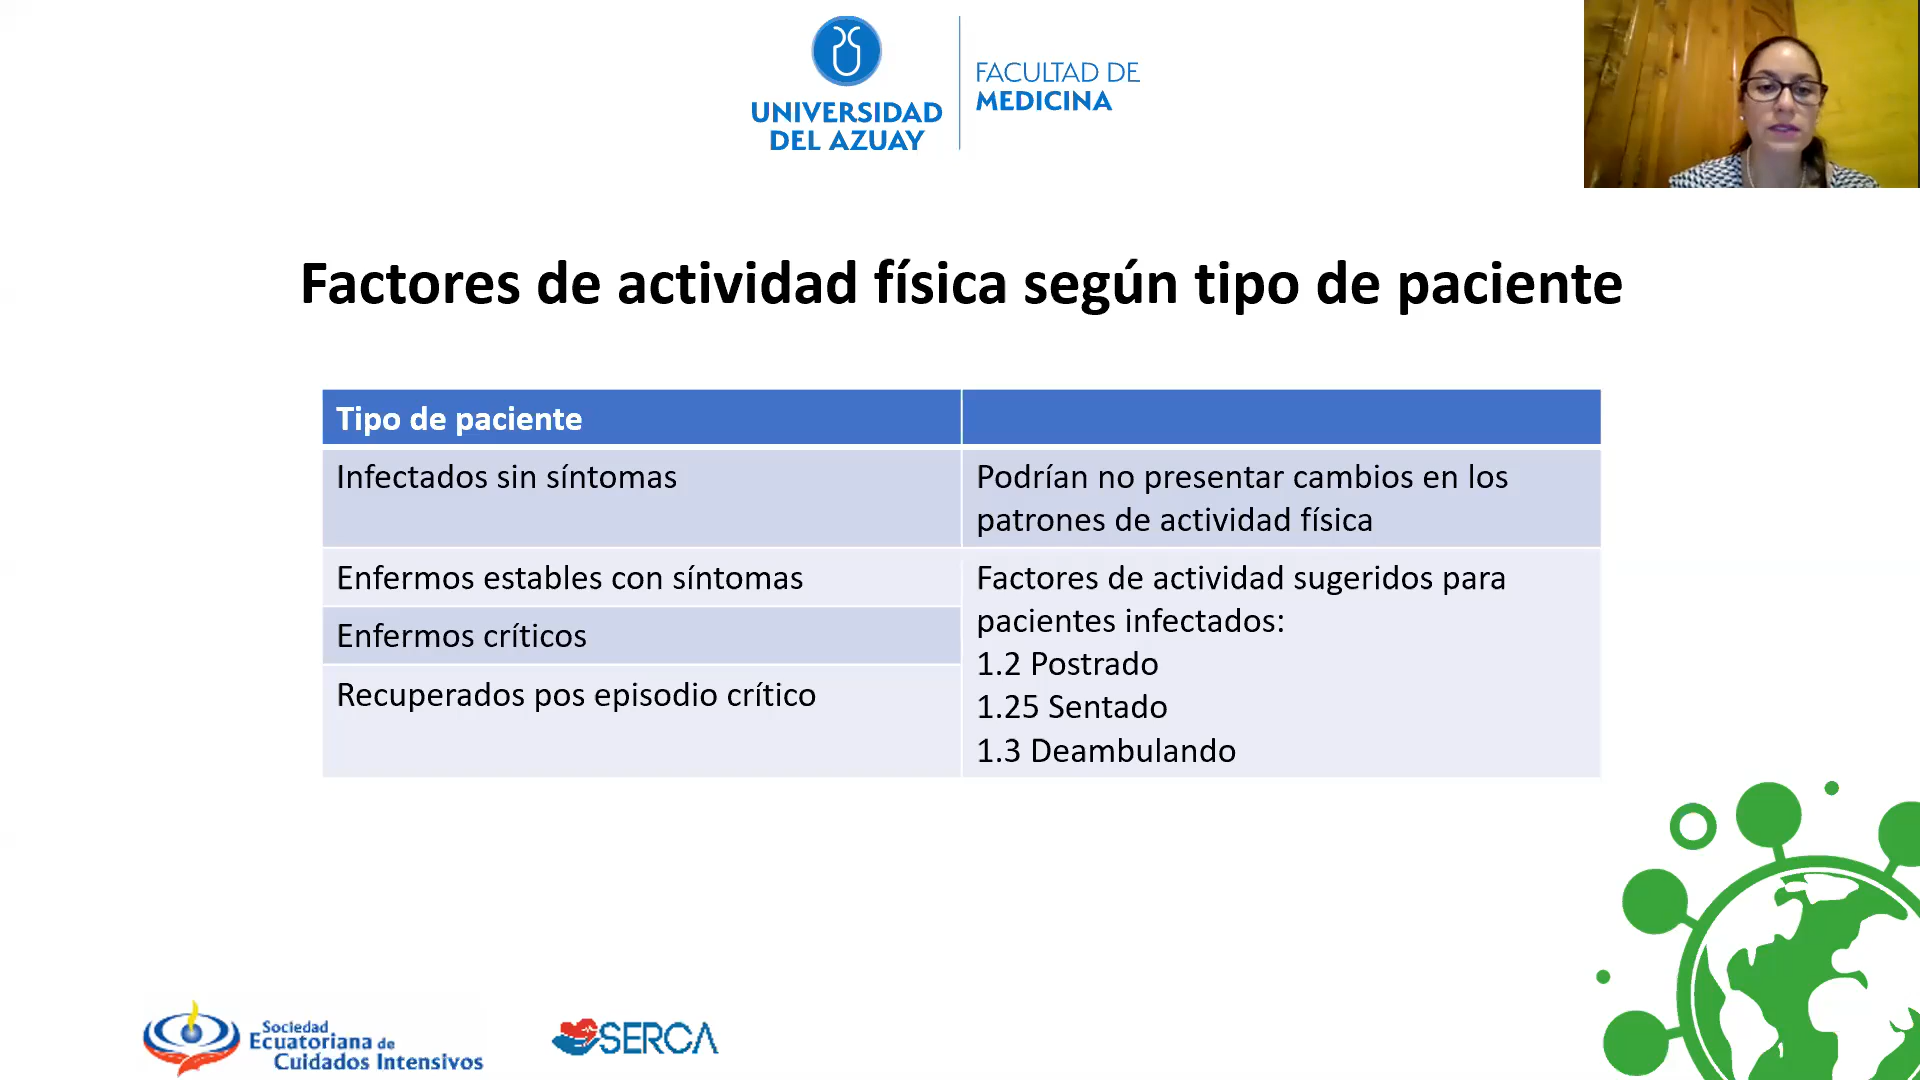 UNIVERSIDAD
DEL AZUAY
FACULTAD DE
MEDICINA
Factores de actividad física según tipo de paciente
Tipo de paciente
Infectados sin síntomas
Podrían no presentar cambios en los
patrones de actividad física
Enfermos estables con síntomas
Enfermos críticos
Recuperados pos episodio crítico
Factores de actividad sugeridos para
pacientes infectados:
1.2 Postrado
1.25 Sentado
1.3 Deambulando
Sociedad
Ecuatoriana de
Cuidados Intensivos
SERCA